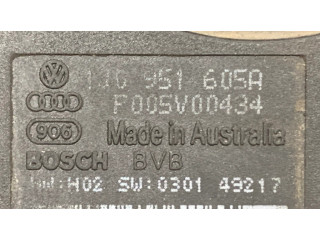 1J0 951 605A
F005V00434
906 Made in Australia
BOSCH BVB
HW:H02 SW:0301 49217